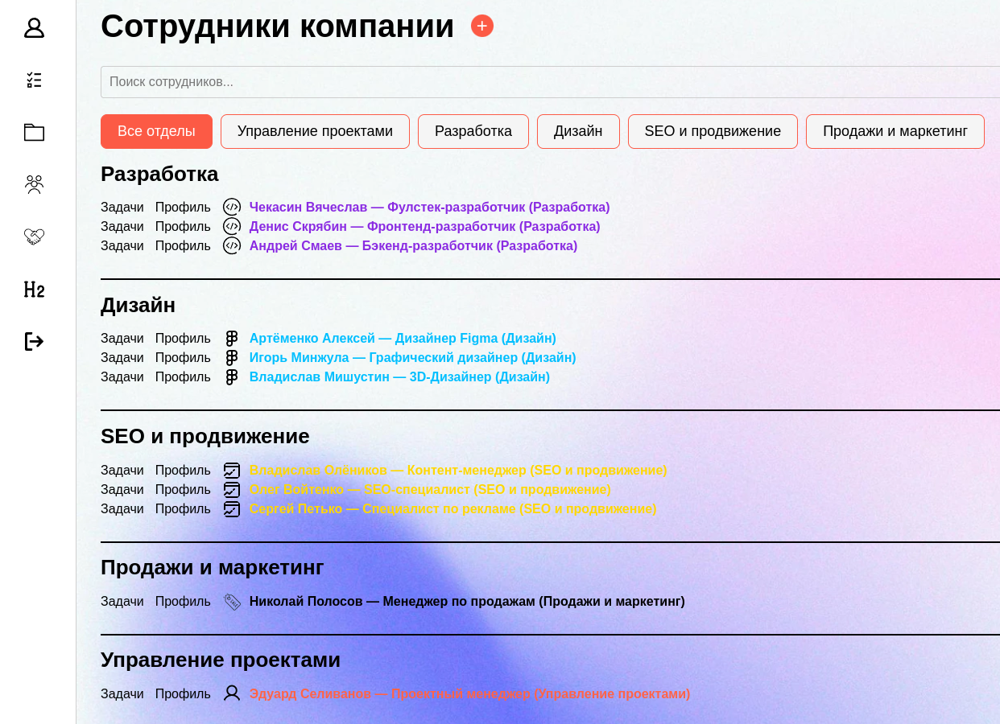 Сотрудники компании +
Поиск сотрудников...
Все отделы Управление проектами Разработка Дизайн SEO и продвижение Продажи и маркетинг
Разработка
Задачи Профиль </> Чекасин Вячеслав — Фулстек-разработчик (Разработка)
Задачи Профиль </> Денис Скрябин — Фронтенд-разработчик (Разработка)
Задачи Профиль </> Андрей Смаев — Бэкенд-разработчик (Разработка)
H2
Дизайн
Задачи Профиль Артёменко Алексей — Дизайнер Figma (Дизайн)
Задачи Профиль Игорь Минжула — Графический дизайнер (Дизайн)
Задачи Профиль Владислав Мишустин — 3D-Дизайнер (Дизайн)
SEO и продвижение
Задачи Профиль Владислав Олёников — Контент-менеджер (SEO и продвижение)
Задачи Профиль Олег Войтенко — SEO-специалист (SEO и продвижение)
Задачи Профиль Сергей Петько — Специалист по рекламе (SEO и продвижение)
Продажи и маркетинг
Задачи Профиль Николай Полосов — Менеджер по продажам (Продажи и маркетинг)
Управление проектами
Задачи Профиль Эдуард Селиванов — Проектный менеджер (Управление проектами)